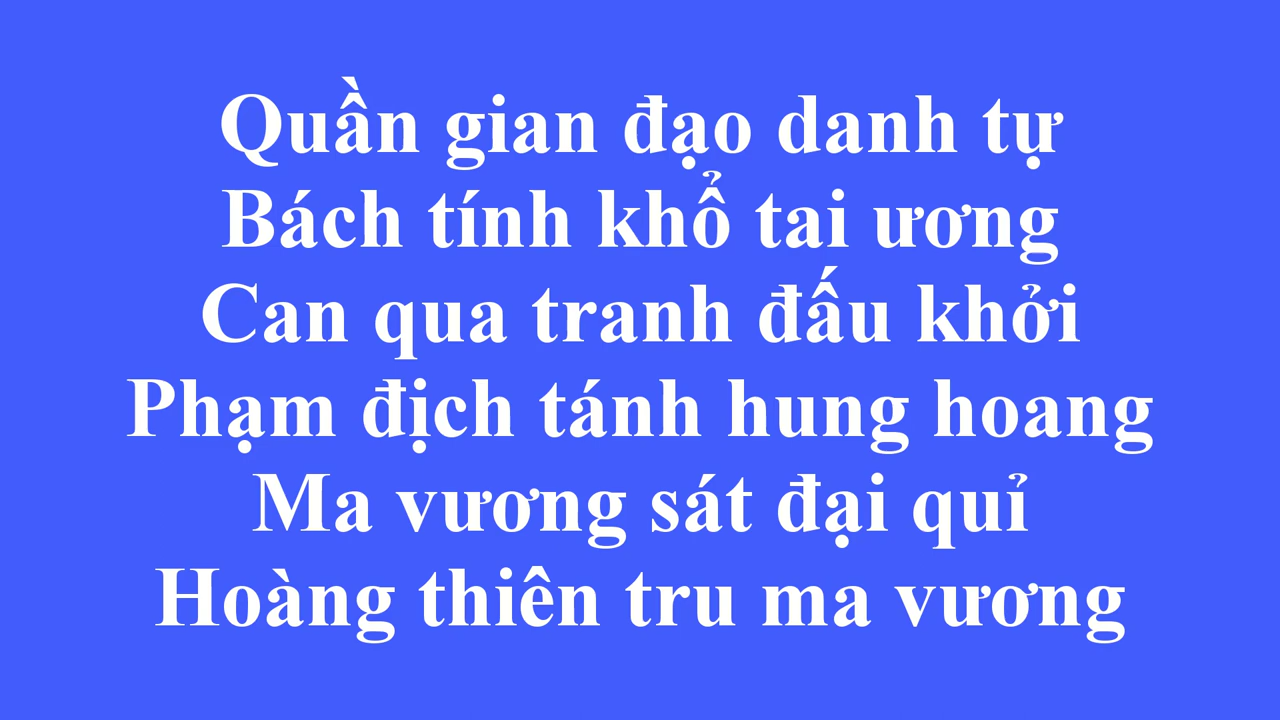 Quần gian đạo danh tự
Bách tính khổ tai ương
Can qua tranh đấu khởi
Phạm địch tánh hung hoang
Ma vương sát đại quỉ
Hoàng thiên tru ma vương